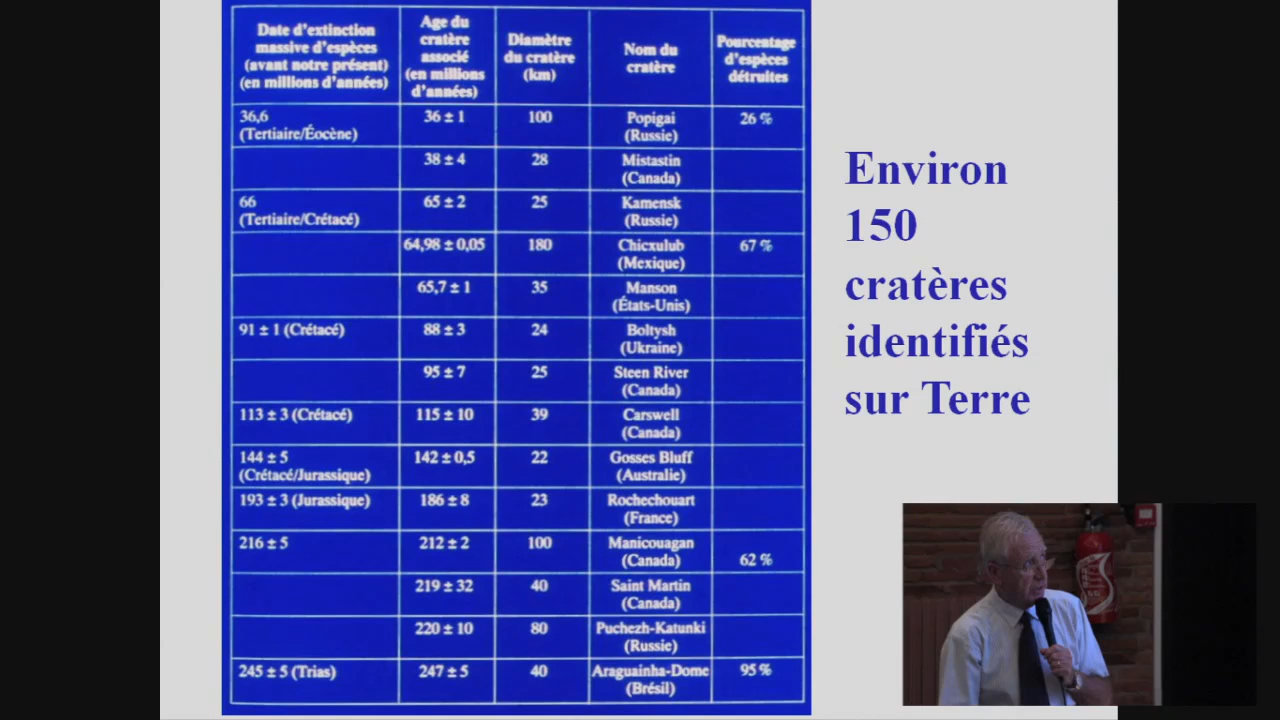 Date d'extinction
massive d'espèces
(avant notre présent)
(en millions d'années)
Age du
cratère
associé
(en millions
d'années)
Diamètre
du cratère
(km)
Nom du
cratère
Pourcentage
d'espèces
détruites
36,6
(Tertiaire/Éocène)
36 ± 1
100
Popigai
(Russie)
26 %
38 ± 4
28
Mistastin
(Canada)
66
(Tertiaire/Crétacé)
65 ± 2
25
Kamensk
(Russie)
64,98 ± 0,05
180
Chicxulub
(Mexique)
67 %
65,7 ± 1
35
Manson
(États-Unis)
91 ± 1 (Crétacé)
88 ± 3
24
Boltysh
(Ukraine)
95 ± 7
25
Steen River
(Canada)
113 ± 3 (Crétacé)
115 ± 10
39
Carswell
(Canada)
144 ± 5
(Crétacé/Jurassique)
142 ± 0,5
22
Gosses Bluff
(Australie)
193 ± 3 (Jurassique)
186 ± 8
23
Rochechouart
(France)
216 ± 5
212 ± 2
100
Manicouagan
(Canada)
62 %
219 ± 32
40
Saint Martin
(Canada)
220 ± 10
80
Puchezh-Katunki
(Russie)
245 ± 5 (Trias)
247 ± 5
40
Araguainha-Dome
(Brésil)
95 %
Environ
150
cratères
identifiés
sur Terre